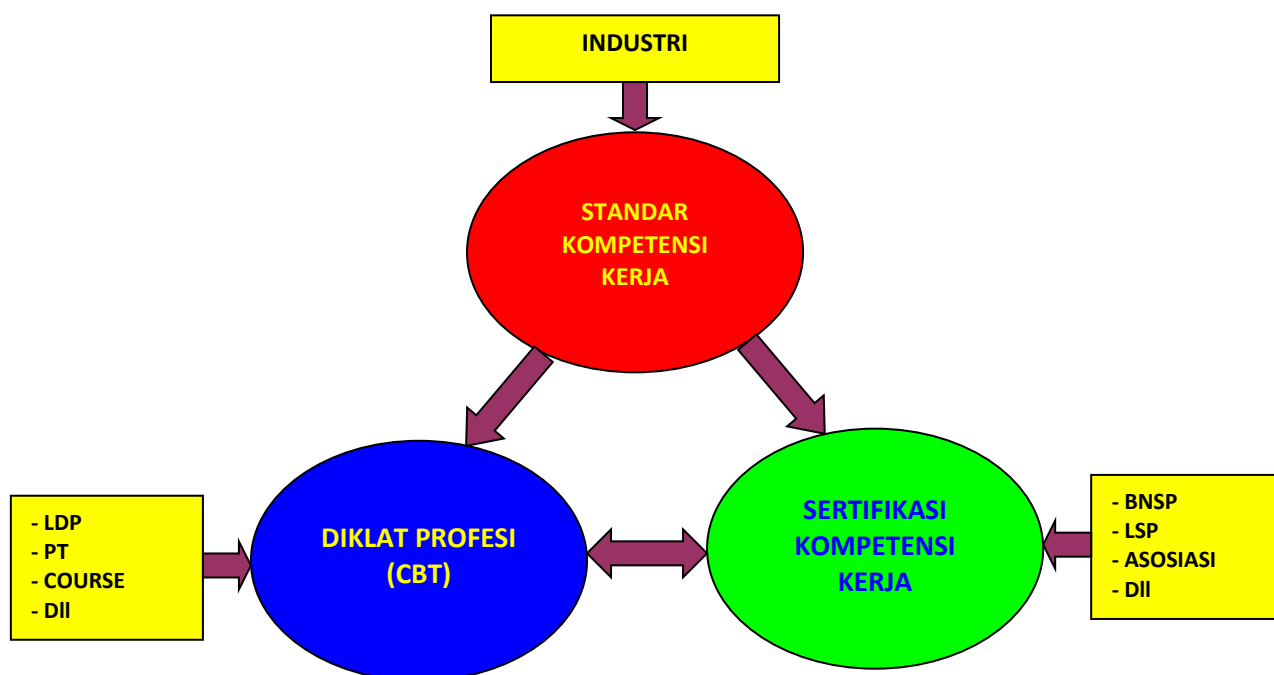 INDUSTRI
STANDAR
KOMPETENSI
KERJA
DIKLAT PROFESI
(CBT)
SERTIFIKASI
KOMPETENSI
KERJA
- LDP
- PT
- COURSE
- Dll
- BNSP
- LSP
- ASOSIASI
- Dll